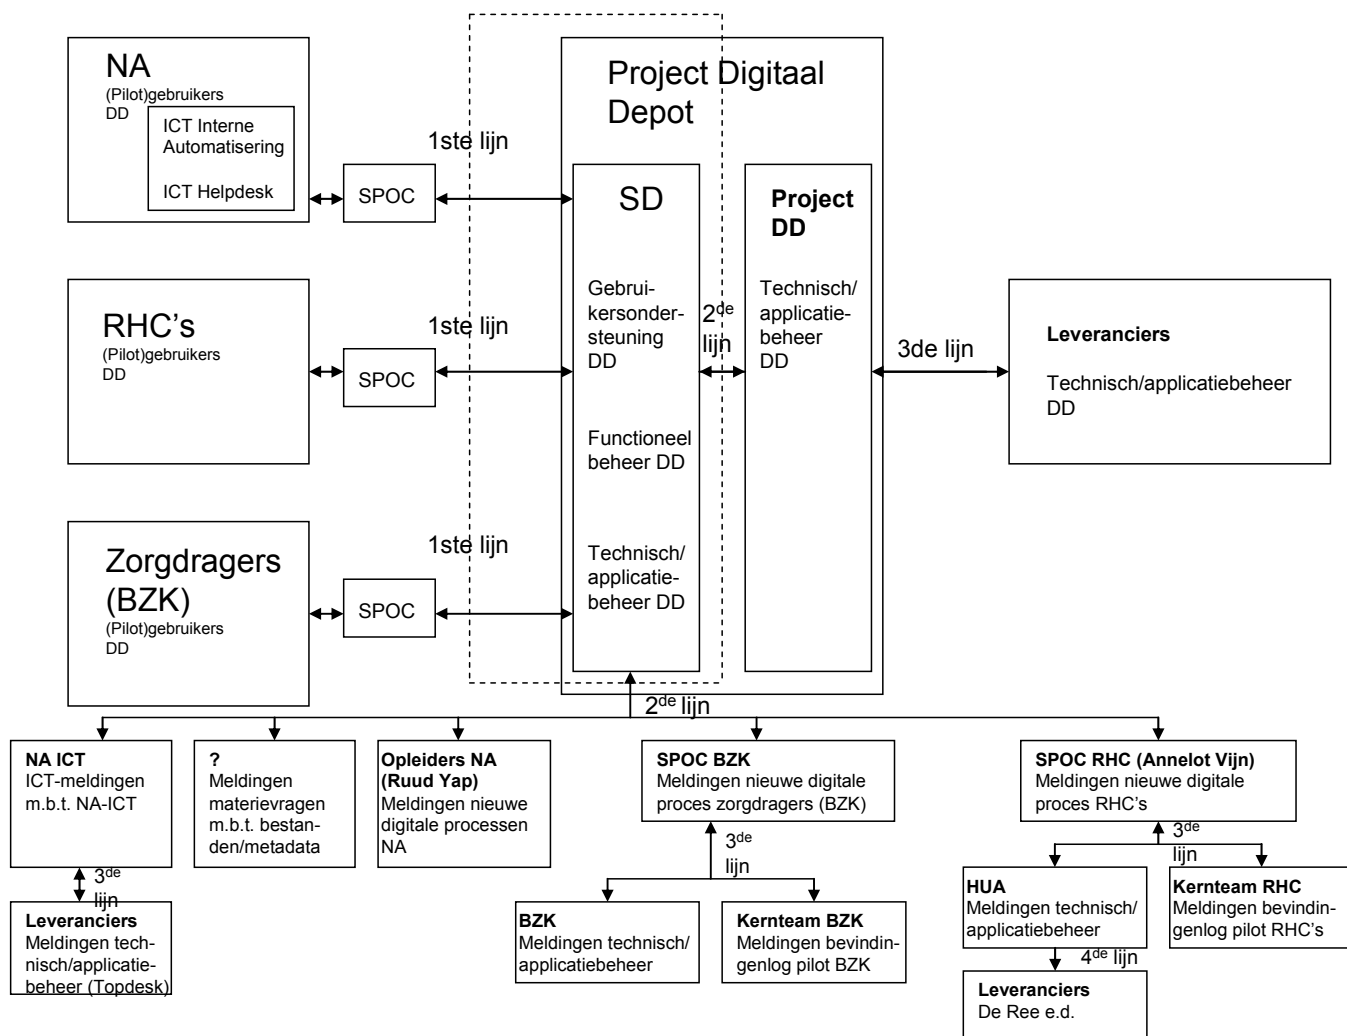 NA
(Pilot)gebruikers
DD
ICT Interne
Automatisering
ICT Helpdesk
SPOC
1ste lijn
RHC's
(Pilot)gebruikers
DD
SPOC
1ste lijn
Zorgdragers
(BZK)
(Pilot)gebruikers
DD
SPOC
1ste lijn
Project Digitaal
Depot
SD
Gebrui-
kersonder-
steuning
DD
Functioneel
beheer DD
Technisch/
applicatie-
beheer DD
2de
lijn
Project
DD
Technisch/
applicatie-
beheer
DD
3de lijn
Leveranciers
Technisch/applicatiebeheer
DD
2de lijn
NA ICT
ICT-meldingen
m.b.t. NA-ICT
3de
lijn
Leveranciers
Meldingen tech-
nisch/applicatie-
beheer (Topdesk)
?
Meldingen
materievragen
m.b.t. bestan-
den/metadata
Opleiders NA
(Ruud Yap)
Meldingen nieuwe
digitale processen
NA
SPOC BZK
Meldingen nieuwe digitale
proces zorgdragers (BZK)
3de
lijn
BZK
Meldingen technisch/
applicatiebeheer
Kernteam BZK
Meldingen bevindin-
genlog pilot BZK
SPOC RHC (Annelot Vijn)
Meldingen nieuwe digitale
proces RHC's
3de
lijn
HUA
Meldingen technisch/
applicatiebeheer
Kernteam RHC
Meldingen bevindin-
genlog pilot RHC's
4de lijn
Leveranciers
De Ree e.d.